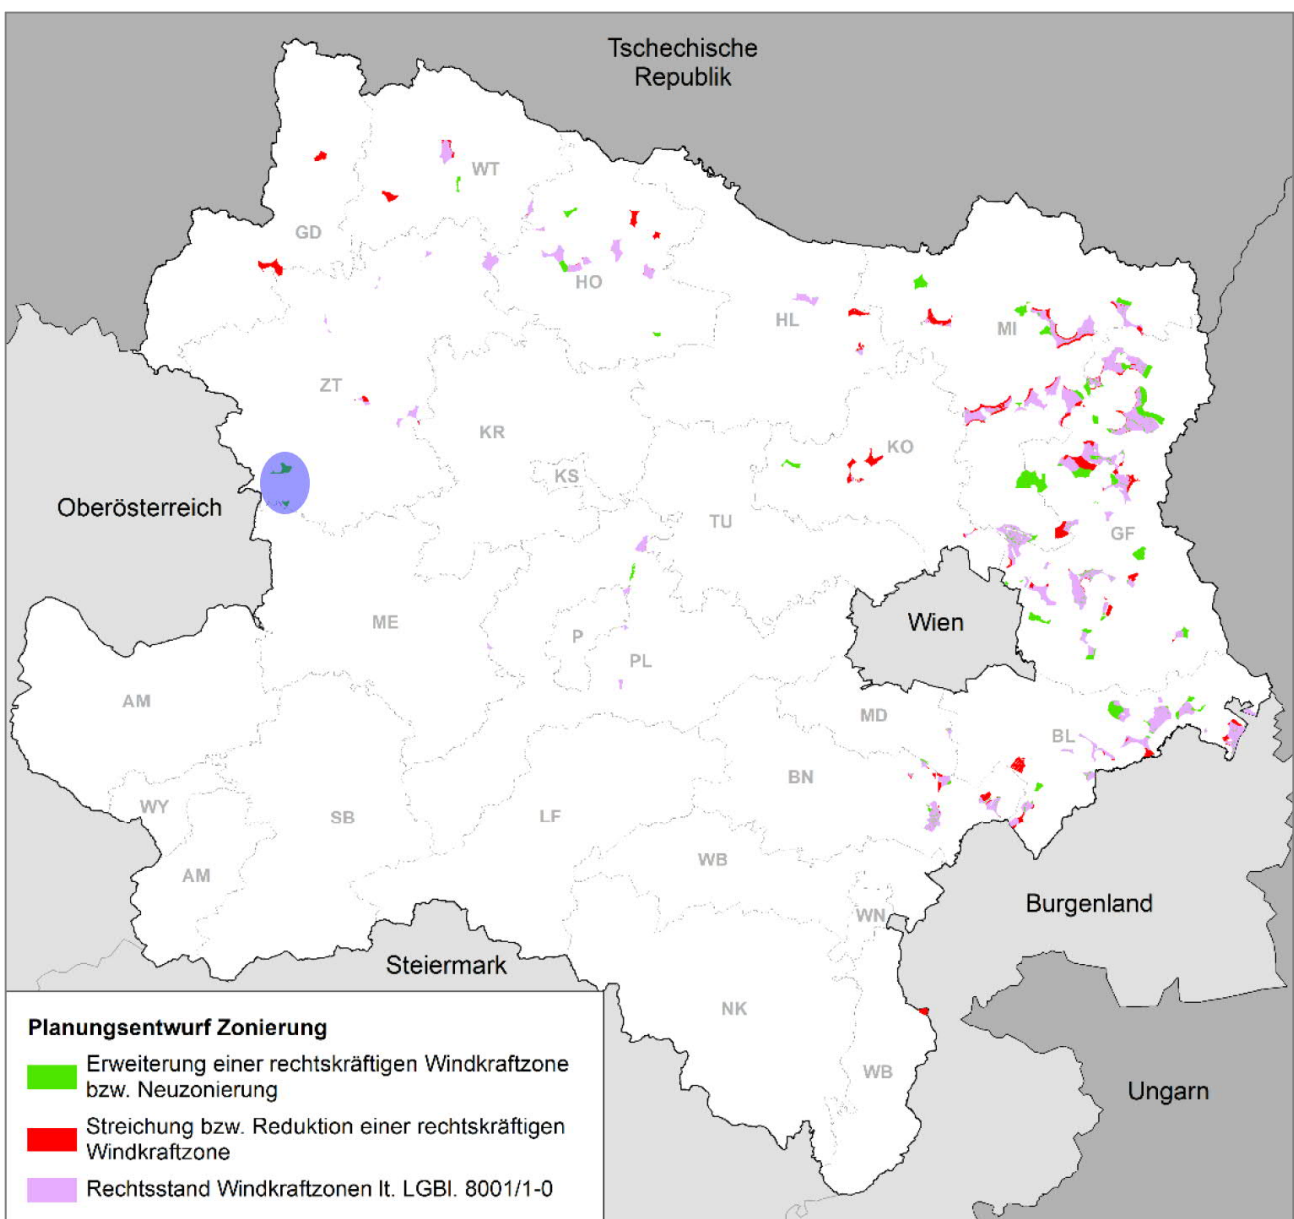 Tschechische
Republik
WT
GD
HO
HL
MI
ZT
KR
KO
KS
Oberösterreich
TU
GF
ME
Wien
P
PL
AM
MD
BL
BN
WY
SB
LF
WB
AM
WN
Burgenland
Steiermark
NK
WB
Ungarn
Planungsentwurf Zonierung
Erweiterung einer rechtskräftigen Windkraftzone
bzw. Neuzonierung
Streichung bzw. Reduktion einer rechtskräftigen
Windkraftzone
Rechtsstand Windkraftzonen lt. LGBl. 8001/1-0